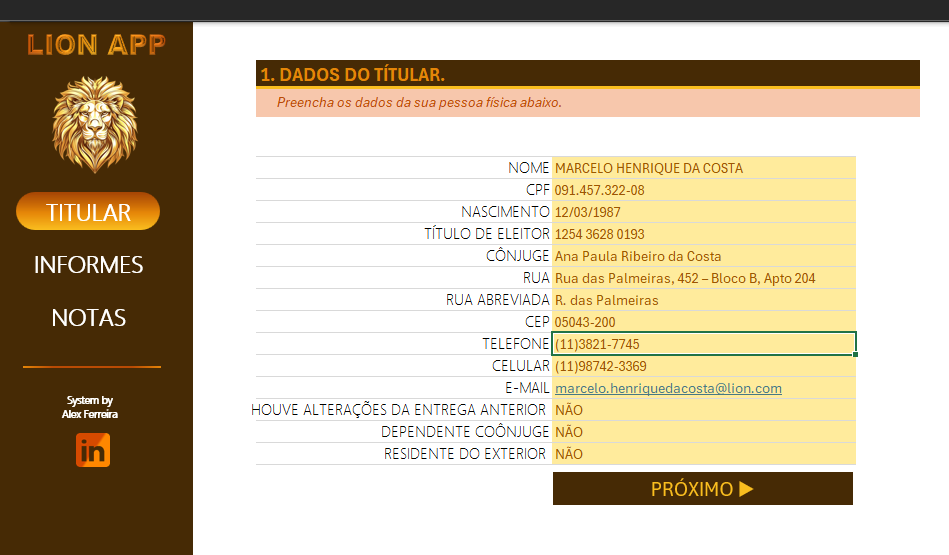 LION APP
TITULAR
INFORMES
NOTAS
System by
Alex Ferreira
in
1. DADOS DO TÍTULAR.
Preencha os dados da sua pessoa física abaixo.
NOME MARCELO HENRIQUE DA COSTA
CPF 091.457.322-08
NASCIMENTO 12/03/1987
TÍTULO DE ELEITOR 1254 3628 0193
CÔNJUGE Ana Paula Ribeiro da Costa
RUA Rua das Palmeiras, 452 – Bloco B, Apto 204
RUA ABREVIADA R. das Palmeiras
CEP 05043-200
TELEFONE (11)3821-7745
CELULAR (11)98742-3369
E-MAIL marcelo.henriquedacosta@lion.com
HOUVE ALTERAÇÕES DA ENTREGA ANTERIOR NÃO
DEPENDENTE COÔNJUGE NÃO
RESIDENTE DO EXTERIOR NÃO
PRÓXIMO ▶